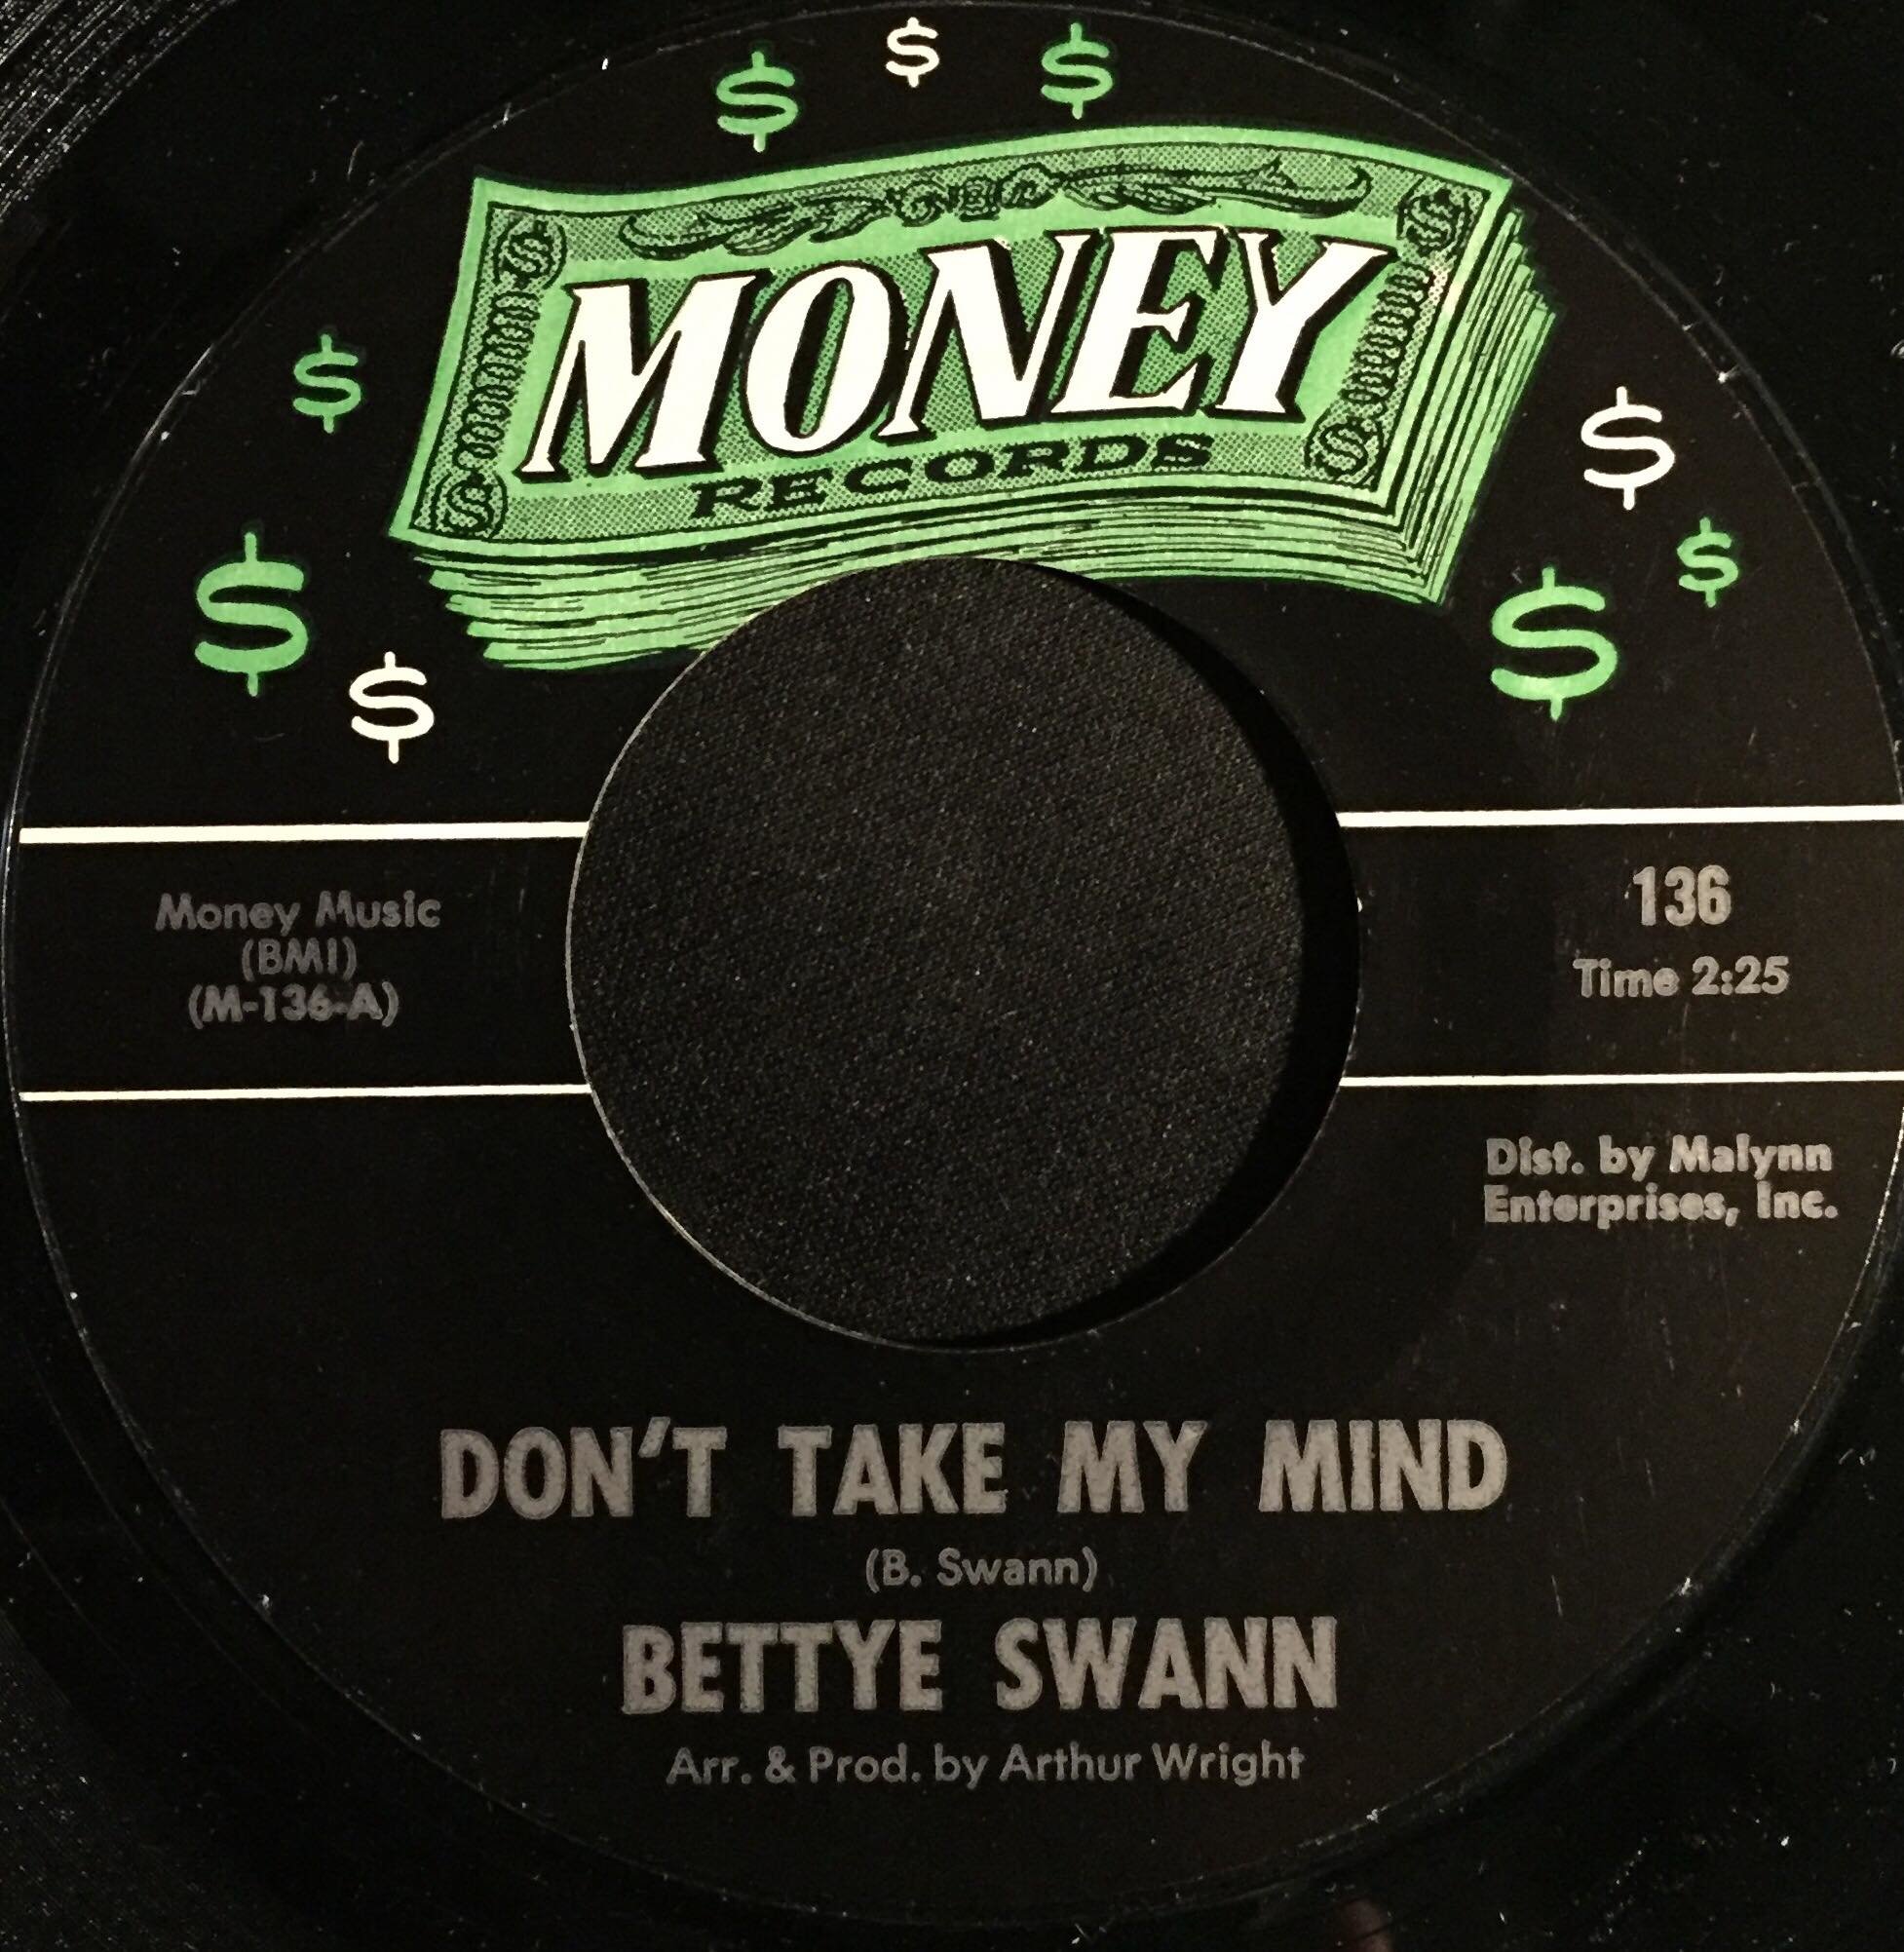 $ $ $
MONEY
RECORDS
$ $
$ $
$ $
Money Music
(BMI)
(M-136-A)
136
Time 2:25
Dist. by Malynn
Enterprises, Inc.
DON'T TAKE MY MIND
(B. Swann)
BETTYE SWANN
Arr. & Prod. by Arthur Wright